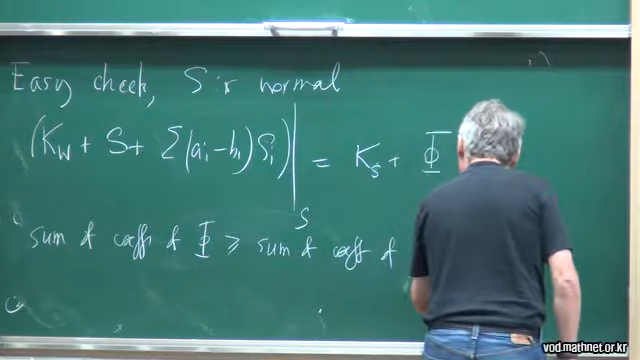 Easy check, S is normal
(K_W + S + Σ(a_i - b_i) S_i)|_S = K_S + Φ
sum of coeff of Φ ≥ sum of coeff of
vod.mathnet.or.kr